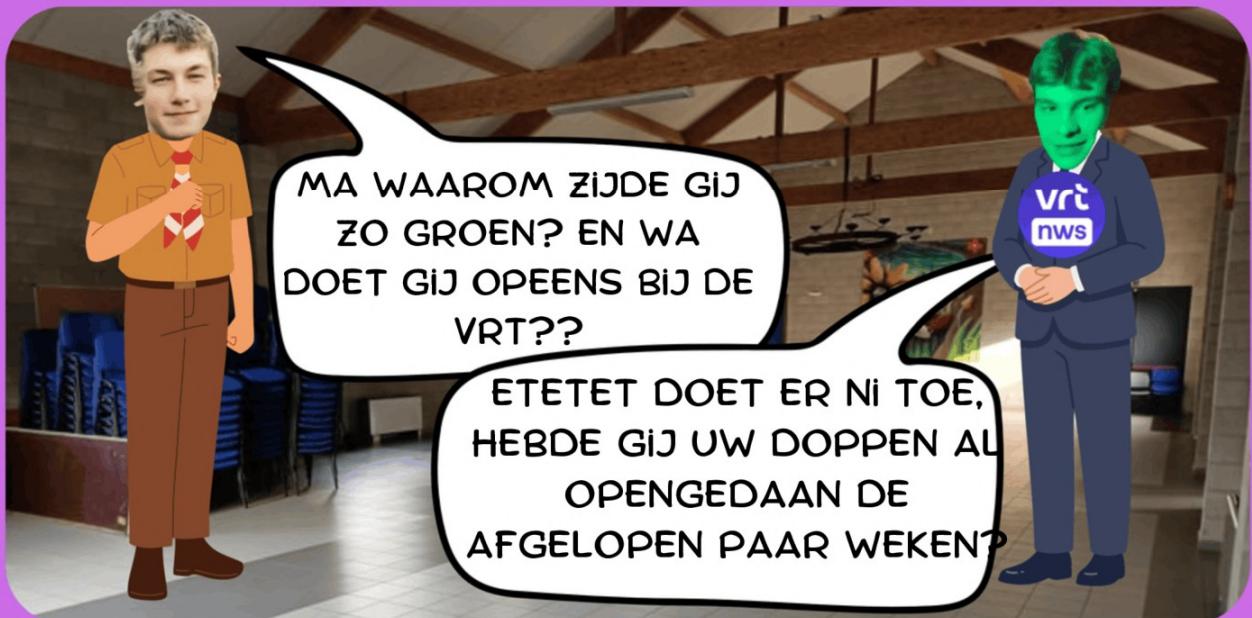 MA WAAROM ZIJDE GIJ
ZO GROEN? EN WA
DOET GIJ OPEENS BIJ DE
VRT??
vrt
nws
ETETET DOET ER NI TOE,
HEBDE GIJ UW DOPPEN AL
OPENGEDAAN DE
AFGELOPEN PAAR WEKEN?